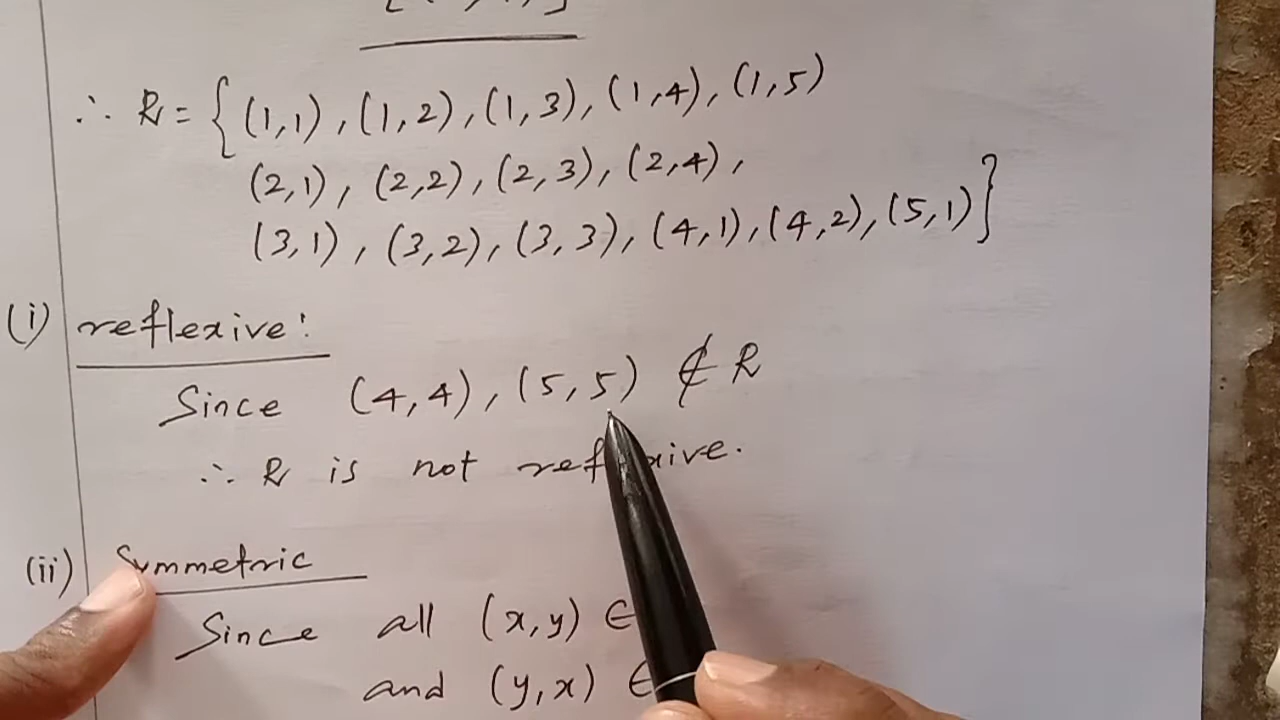 ∴ R = {(1,1), (1,2), (1,3), (1,4), (1,5)
(2,1), (2,2), (2,3), (2,4),
(3,1), (3,2), (3,3), (4,1), (4,2), (5,1)}
(i) reflexive:
Since (4,4), (5,5) ∉ R
∴ R is not reflexive.
(ii) Symmetric
Since all (x,y) ∈
and (y,x) ∈